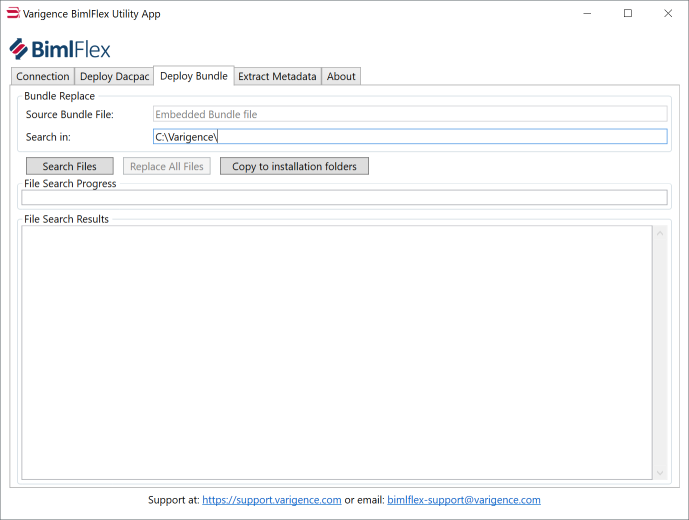 Varigence BimlFlex Utility App
BimlFlex
Connection Deploy Dacpac Deploy Bundle Extract Metadata About
Bundle Replace
Source Bundle File: Embedded Bundle file
Search in: C:\Varigence\
Search Files Replace All Files Copy to installation folders
File Search Progress
File Search Results
Support at: https://support.varigence.com or email: bimlflex-support@varigence.com